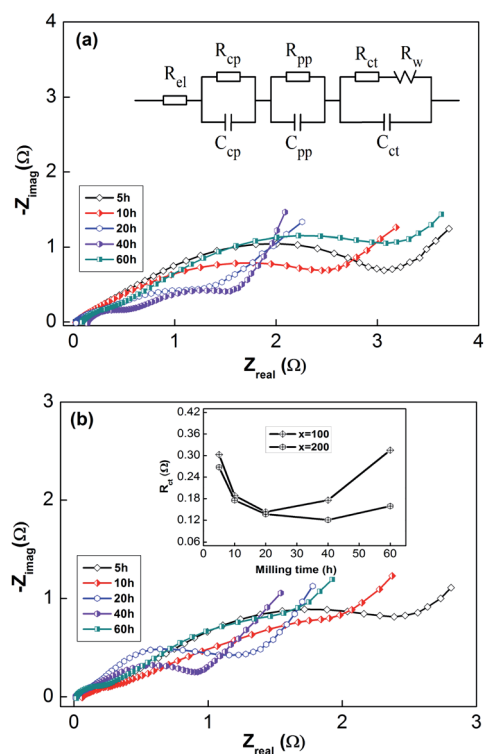 (a)
4
3
2
1
0
-Z_imag(Ω)
R_el
R_cp
R_pp
R_ct
R_w
C_cp
C_pp
C_ct
5h
10h
20h
40h
60h
0 1 2 3 4
Z_real (Ω)
(b)
3
2
1
0
-Z_imag(Ω)
0.42
0.36
0.30
0.24
0.18
0.12
0.06
R_ct (Ω)
x=100
x=200
0 10 20 30 40 50 60
Milling time (h)
5h
10h
20h
40h
60h
0 1 2 3
Z_real (Ω)